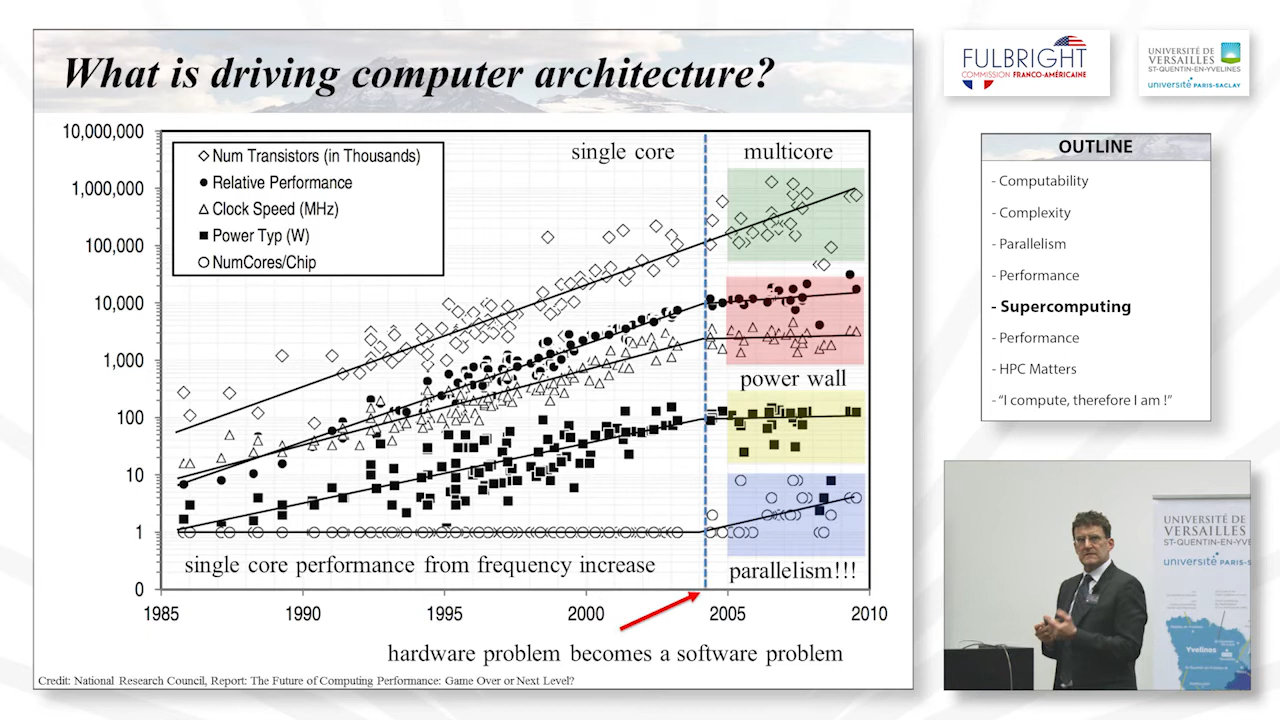 What is driving computer architecture?
10,000,000
1,000,000
100,000
10,000
1,000
100
10
1
0
Num Transistors (in Thousands)
Relative Performance
Clock Speed (MHz)
Power Typ (W)
NumCores/Chip
single core
multicore
power wall
single core performance from frequency increase
parallelism!!!
1985
1990
1995
2000
2005
2010
hardware problem becomes a software problem
Credit: National Research Council, Report: The Future of Computing Performance: Game Over or Next Level?
FULBRIGHT
COMMISSION FRANCO-AMÉRICAINE
UNIVERSITÉ DE
VERSAILLES
ST-QUENTIN-EN-YVELINES
université PARIS-SACLAY
OUTLINE
- Computability
- Complexity
- Parallelism
- Performance
- Supercomputing
- Performance
- HPC Matters
- “I compute, therefore I am !”
UNIVERSITÉ DE
VERSAILLES
ST-QUENTIN-EN-YVE
université PARIS-S
Yvelines